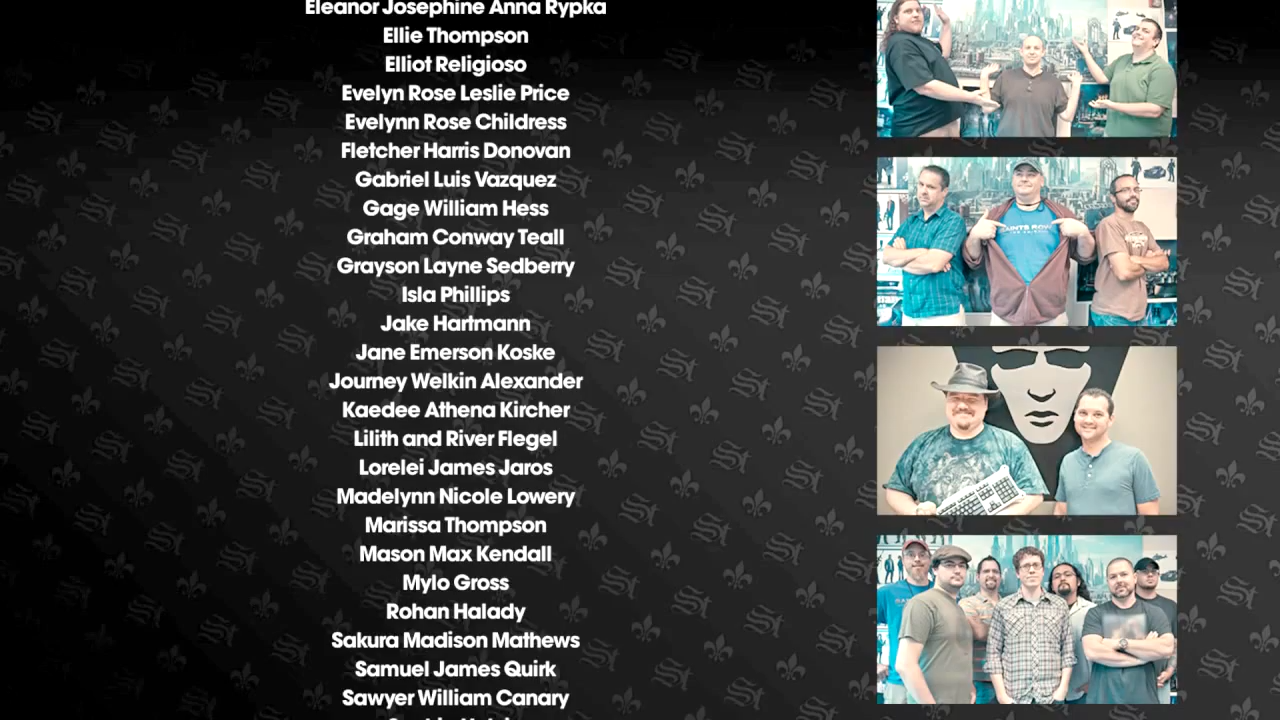 Eleanor Josephine Anna Rypka
Ellie Thompson
Elliot Religioso
Evelyn Rose Leslie Price
Evelynn Rose Childress
Fletcher Harris Donovan
Gabriel Luis Vazquez
Gage William Hess
Graham Conway Teall
Grayson Layne Sedberry
Isla Phillips
Jake Hartmann
Jane Emerson Koske
Journey Welkin Alexander
Kaedee Athena Kircher
Lilith and River Flegel
Lorelei James Jaros
Madelynn Nicole Lowery
Marissa Thompson
Mason Max Kendall
Mylo Gross
Rohan Halady
Sakura Madison Mathews
Samuel James Quirk
Sawyer William Canary
SAINTS ROW